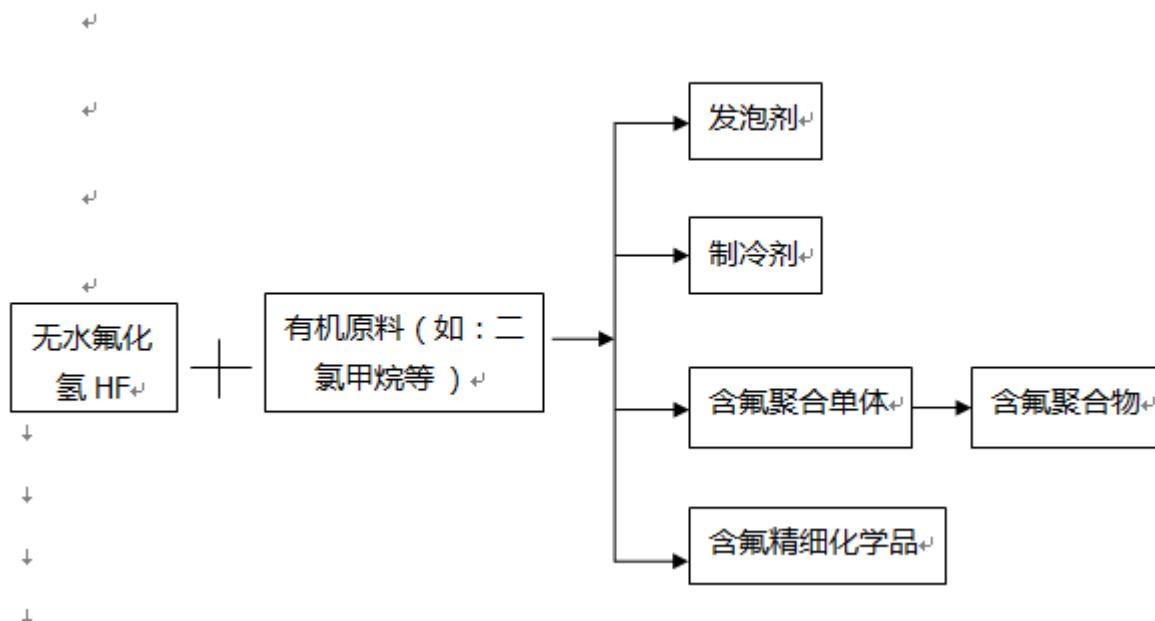 发泡剂
制冷剂
无水氟化
氢 HF
有机原料（如：二
氯甲烷等 ）
含氟聚合单体
含氟聚合物
含氟精细化学品